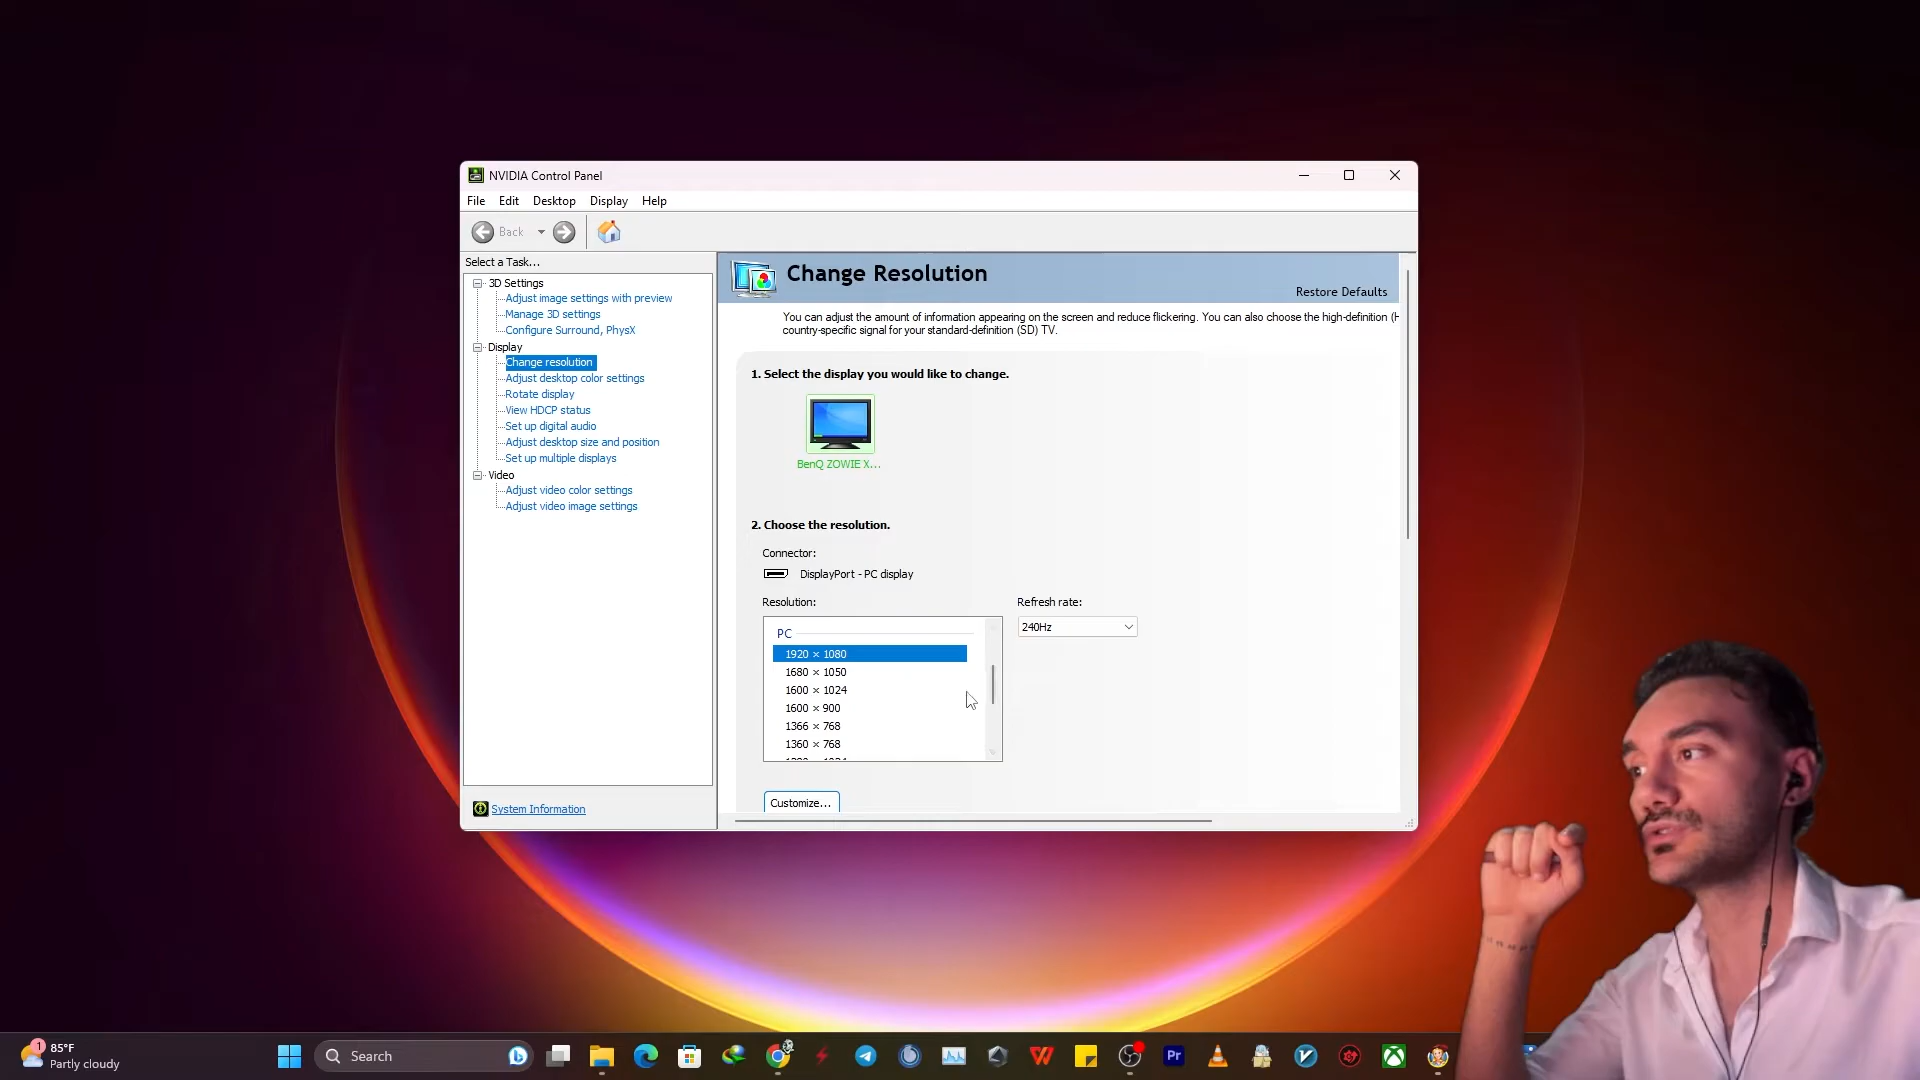 NVIDIA Control Panel
File Edit Desktop Display Help
Back
Select a Task...
3D Settings
Adjust image settings with preview
Manage 3D settings
Configure Surround, PhysX
Display
Change resolution
Adjust desktop color settings
Rotate display
View HDCP status
Set up digital audio
Adjust desktop size and position
Set up multiple displays
Video
Adjust video color settings
Adjust video image settings
System Information
Change Resolution
Restore Defaults
You can adjust the amount of information appearing on the screen and reduce flickering. You can also choose the high-definition (H
country-specific signal for your standard-definition (SD) TV.
1. Select the display you would like to change.
BenQ ZOWIE X...
2. Choose the resolution.
Connector:
DisplayPort - PC display
Resolution:
Refresh rate:
240Hz
PC
1920 × 1080
1680 × 1050
1600 × 1024
1600 × 900
1366 × 768
1360 × 768
Customize...
1
85°F
Partly cloudy
Search
Pr